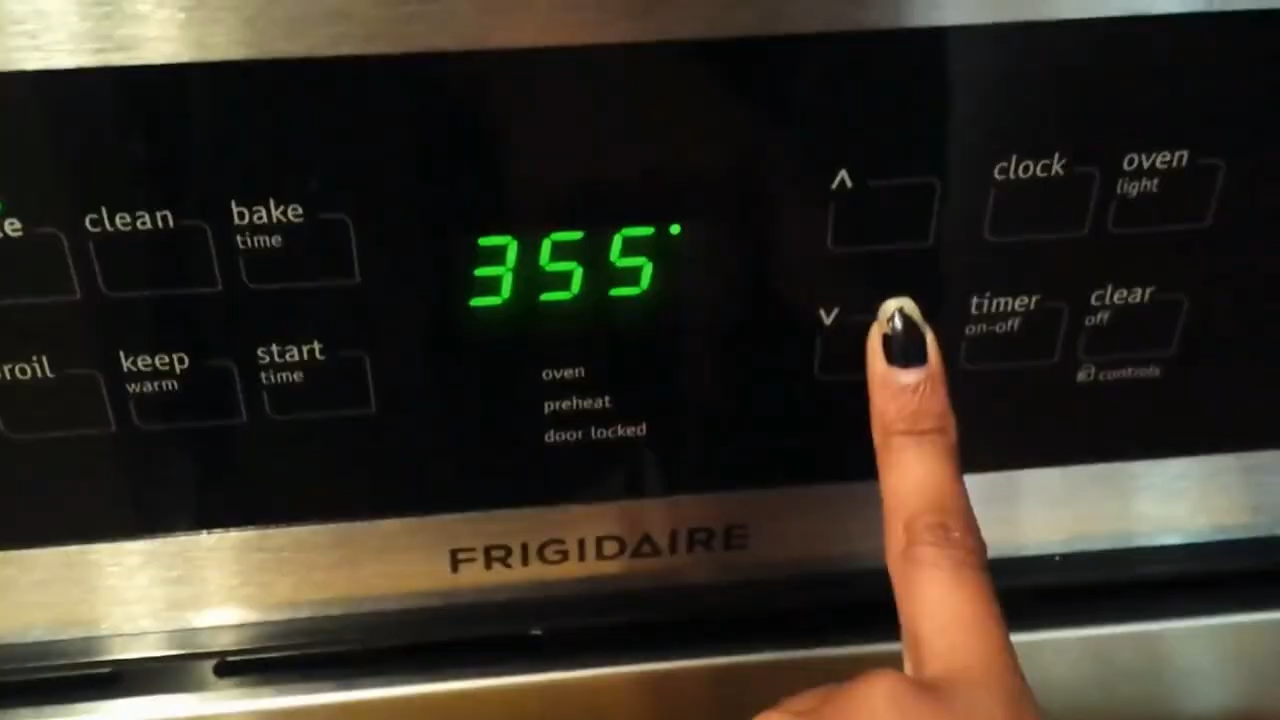 clean
bake
time
keep
warm
start
time
355°
oven
preheat
door locked
^
v
clock
oven
light
timer
on-off
clear
off
controls
FRIGIDAIRE